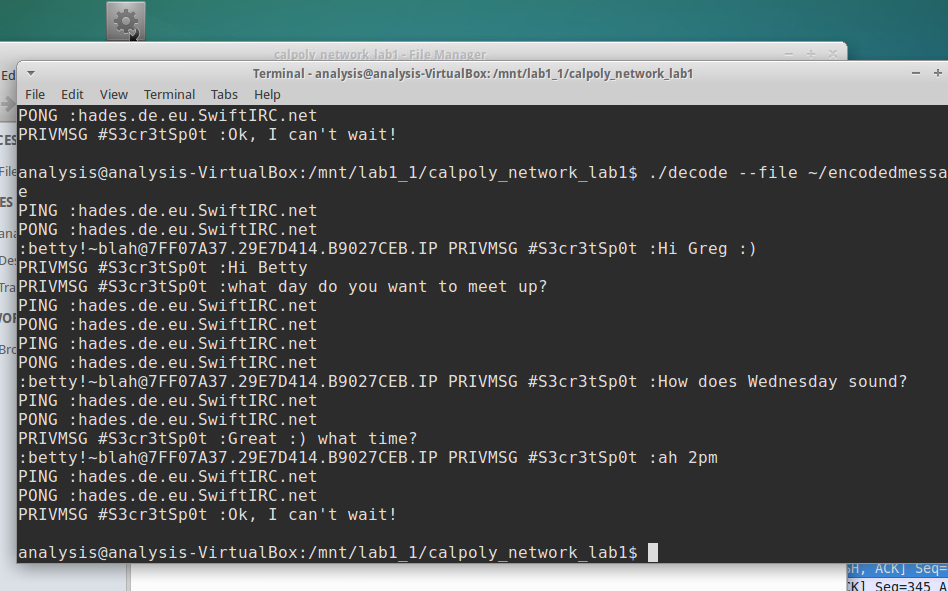 calpoly_network_lab1 - File Manager
Terminal - analysis@analysis-VirtualBox: /mnt/lab1_1/calpoly_network_lab1
Ed
File Edit View Terminal Tabs Help
PONG :hades.de.eu.SwiftIRC.net
PRIVMSG #S3cr3tSp0t :Ok, I can't wait!
analysis@analysis-VirtualBox:/mnt/lab1_1/calpoly_network_lab1$ ./decode --file ~/encodedmessa
e
PING :hades.de.eu.SwiftIRC.net
PONG :hades.de.eu.SwiftIRC.net
:betty!~blah@7FF07A37.29E7D414.B9027CEB.IP PRIVMSG #S3cr3tSp0t :Hi Greg :)
PRIVMSG #S3cr3tSp0t :Hi Betty
PRIVMSG #S3cr3tSp0t :what day do you want to meet up?
PING :hades.de.eu.SwiftIRC.net
PONG :hades.de.eu.SwiftIRC.net
PING :hades.de.eu.SwiftIRC.net
PONG :hades.de.eu.SwiftIRC.net
:betty!~blah@7FF07A37.29E7D414.B9027CEB.IP PRIVMSG #S3cr3tSp0t :How does Wednesday sound?
PING :hades.de.eu.SwiftIRC.net
PONG :hades.de.eu.SwiftIRC.net
PRIVMSG #S3cr3tSp0t :Great :) what time?
:betty!~blah@7FF07A37.29E7D414.B9027CEB.IP PRIVMSG #S3cr3tSp0t :ah 2pm
PING :hades.de.eu.SwiftIRC.net
PONG :hades.de.eu.SwiftIRC.net
PRIVMSG #S3cr3tSp0t :Ok, I can't wait!
analysis@analysis-VirtualBox:/mnt/lab1_1/calpoly_network_lab1$
ACK] Seq=
CK] Seq=345 A